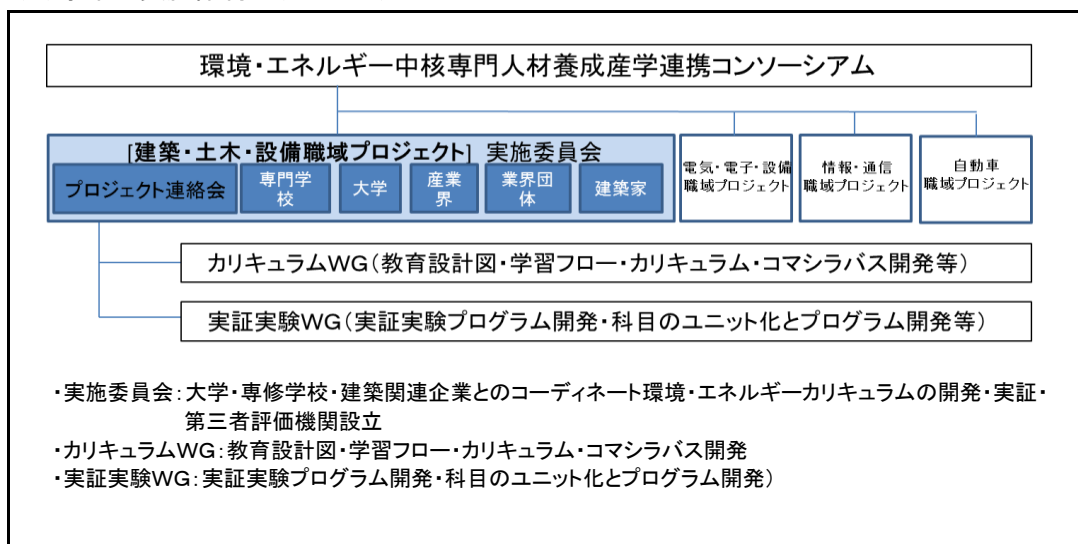 環境・エネルギー中核専門人材養成産学連携コンソーシアム
[建築・土木・設備職域プロジェクト] 実施委員会
プロジェクト連絡会
専門学
校
大学
産業
界
業界団
体
建築家
電気・電子・設備
職域プロジェクト
情報・通信
職域プロジェクト
自動車
職域プロジェクト
カリキュラムWG(教育設計図・学習フロー・カリキュラム・コマシラバス開発等)
実証実験WG(実証実験プログラム開発・科目のユニット化とプログラム開発等)
・実施委員会:大学・専修学校・建築関連企業とのコーディネート環境・エネルギーカリキュラムの開発・実証・
第三者評価機関設立
・カリキュラムWG:教育設計図・学習フロー・カリキュラム・コマシラバス開発
・実証実験WG:実証実験プログラム開発・科目のユニット化とプログラム開発)